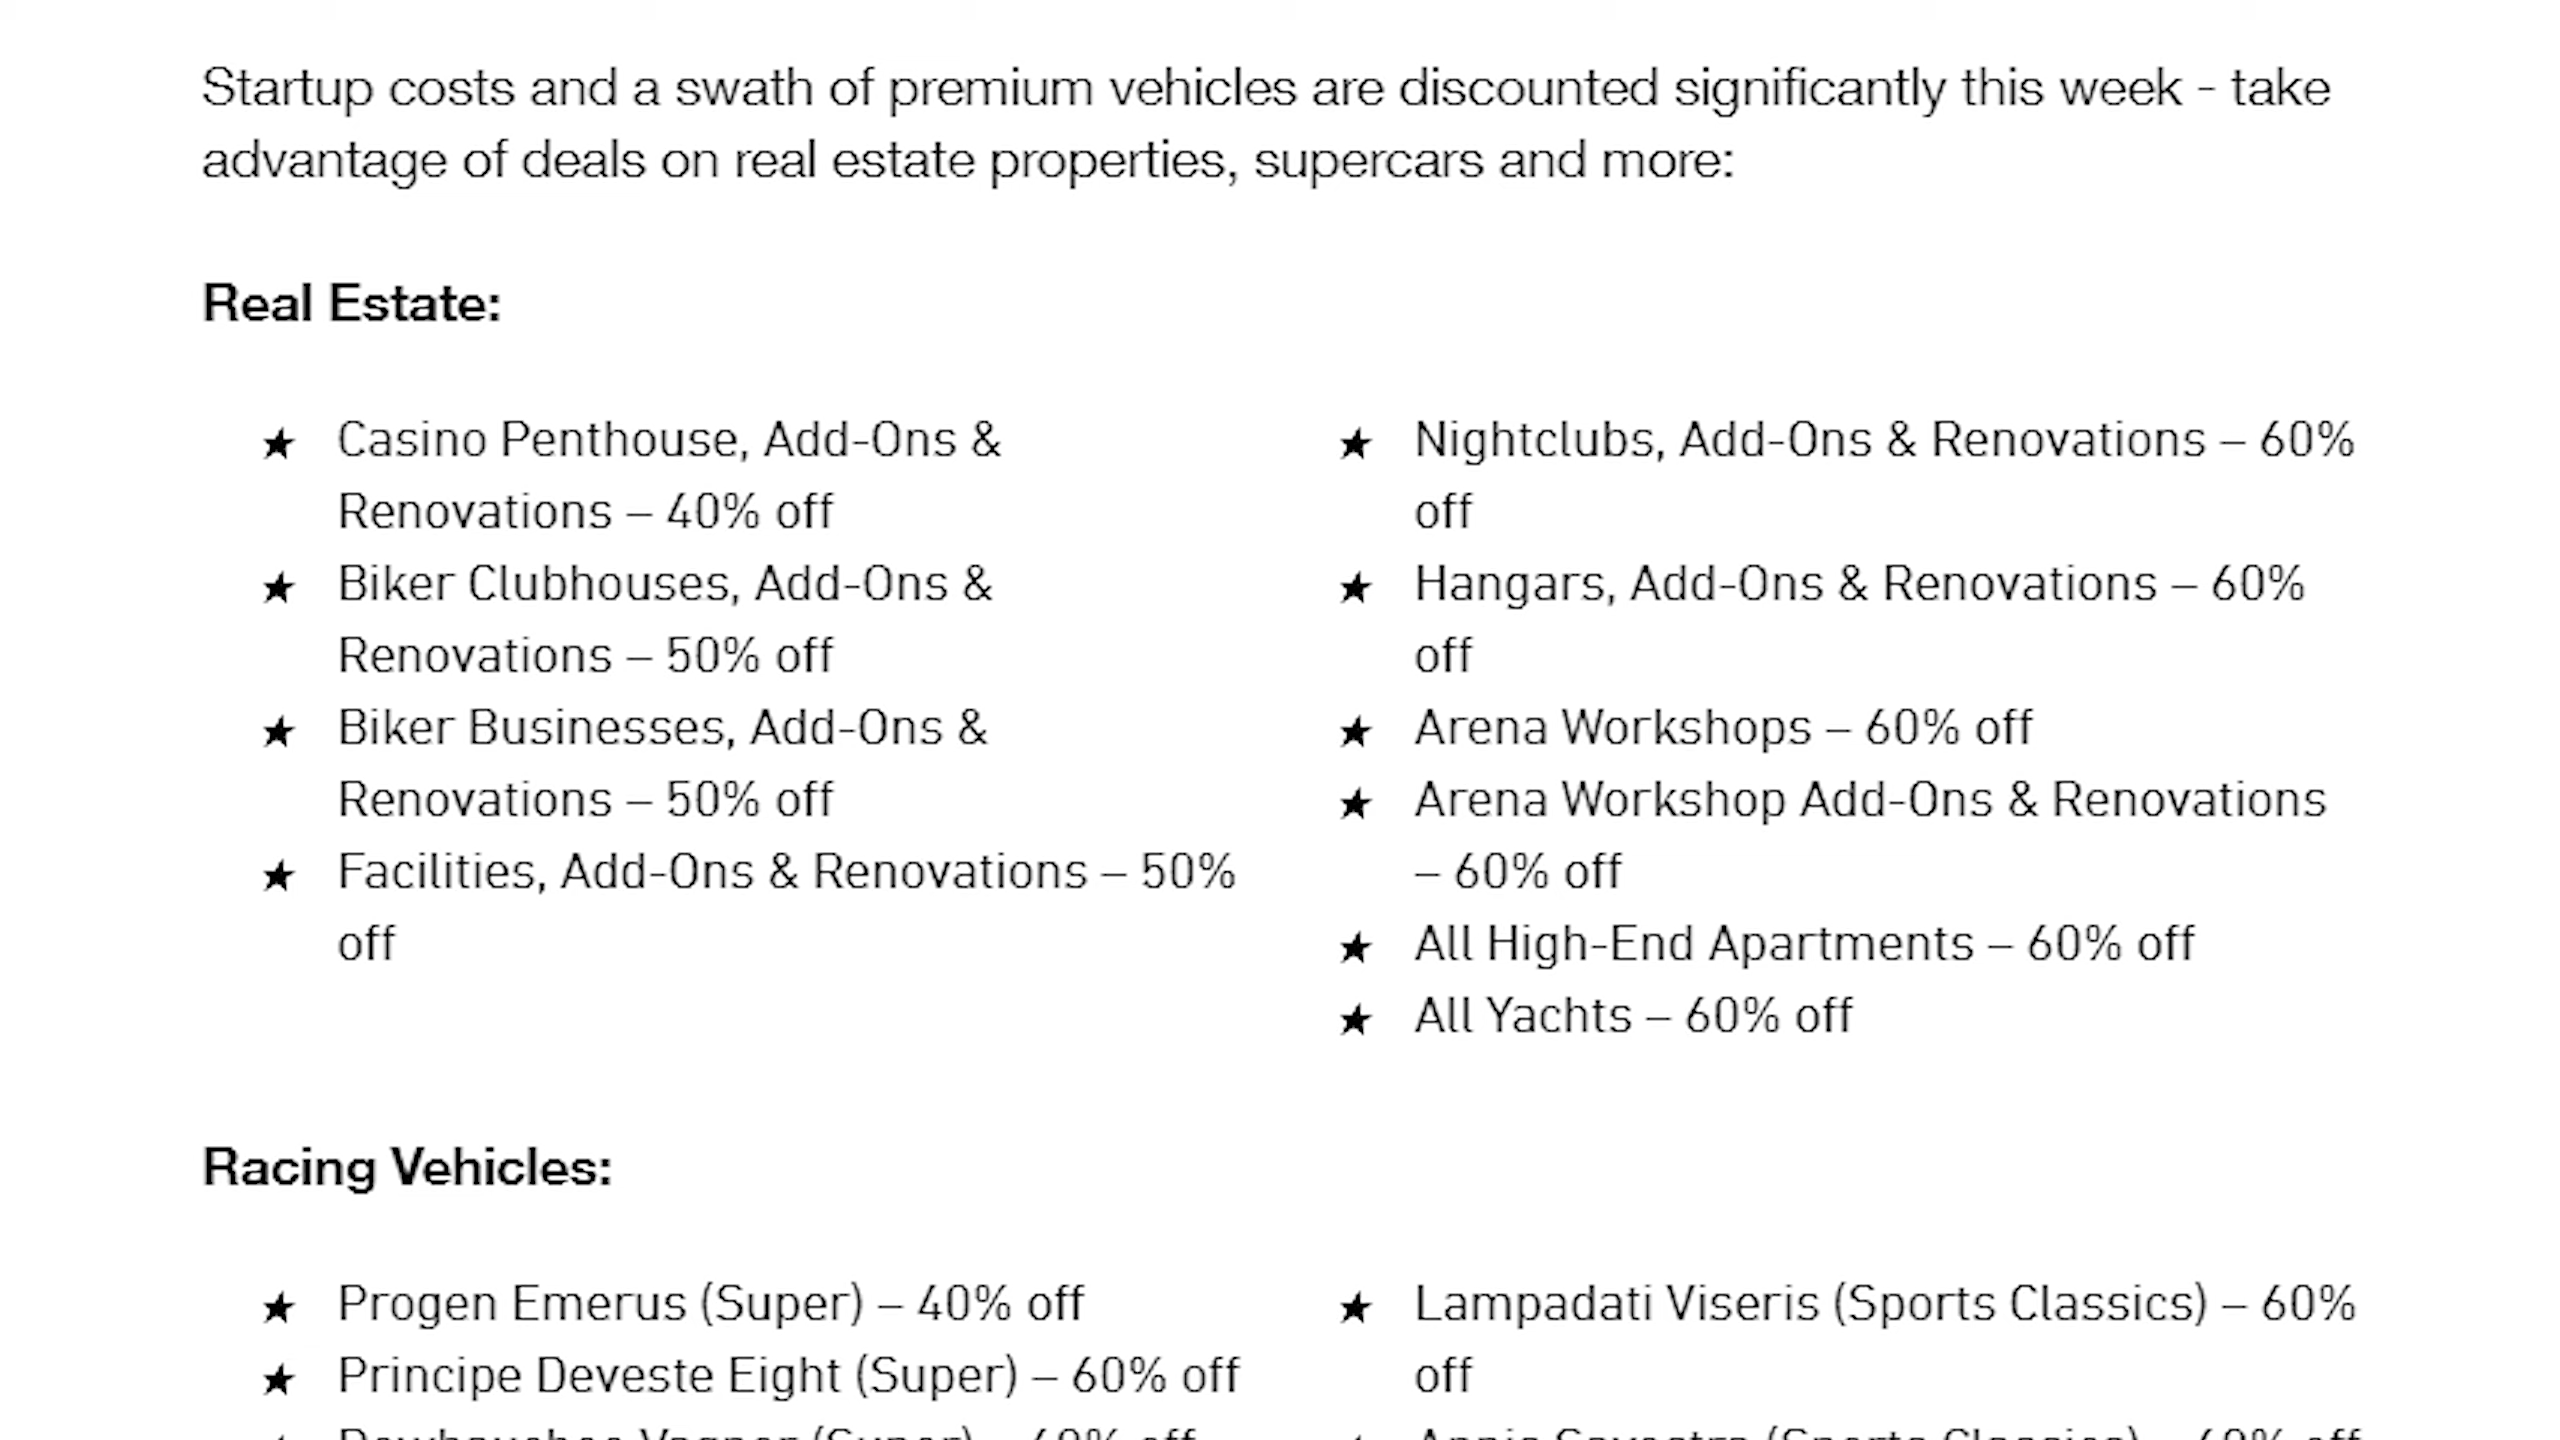 Startup costs and a swath of premium vehicles are discounted significantly this week - take
advantage of deals on real estate properties, supercars and more:
Real Estate:
★ Casino Penthouse, Add-Ons &
Renovations – 40% off
★ Biker Clubhouses, Add-Ons &
Renovations – 50% off
★ Biker Businesses, Add-Ons &
Renovations – 50% off
★ Facilities, Add-Ons & Renovations – 50%
off
★ Nightclubs, Add-Ons & Renovations – 60%
off
★ Hangars, Add-Ons & Renovations – 60%
off
★ Arena Workshops – 60% off
★ Arena Workshop Add-Ons & Renovations
– 60% off
★ All High-End Apartments – 60% off
★ All Yachts – 60% off
Racing Vehicles:
★ Progen Emerus (Super) – 40% off
★ Principe Deveste Eight (Super) – 60% off
★ Lampadati Viseris (Sports Classics) – 60%
off